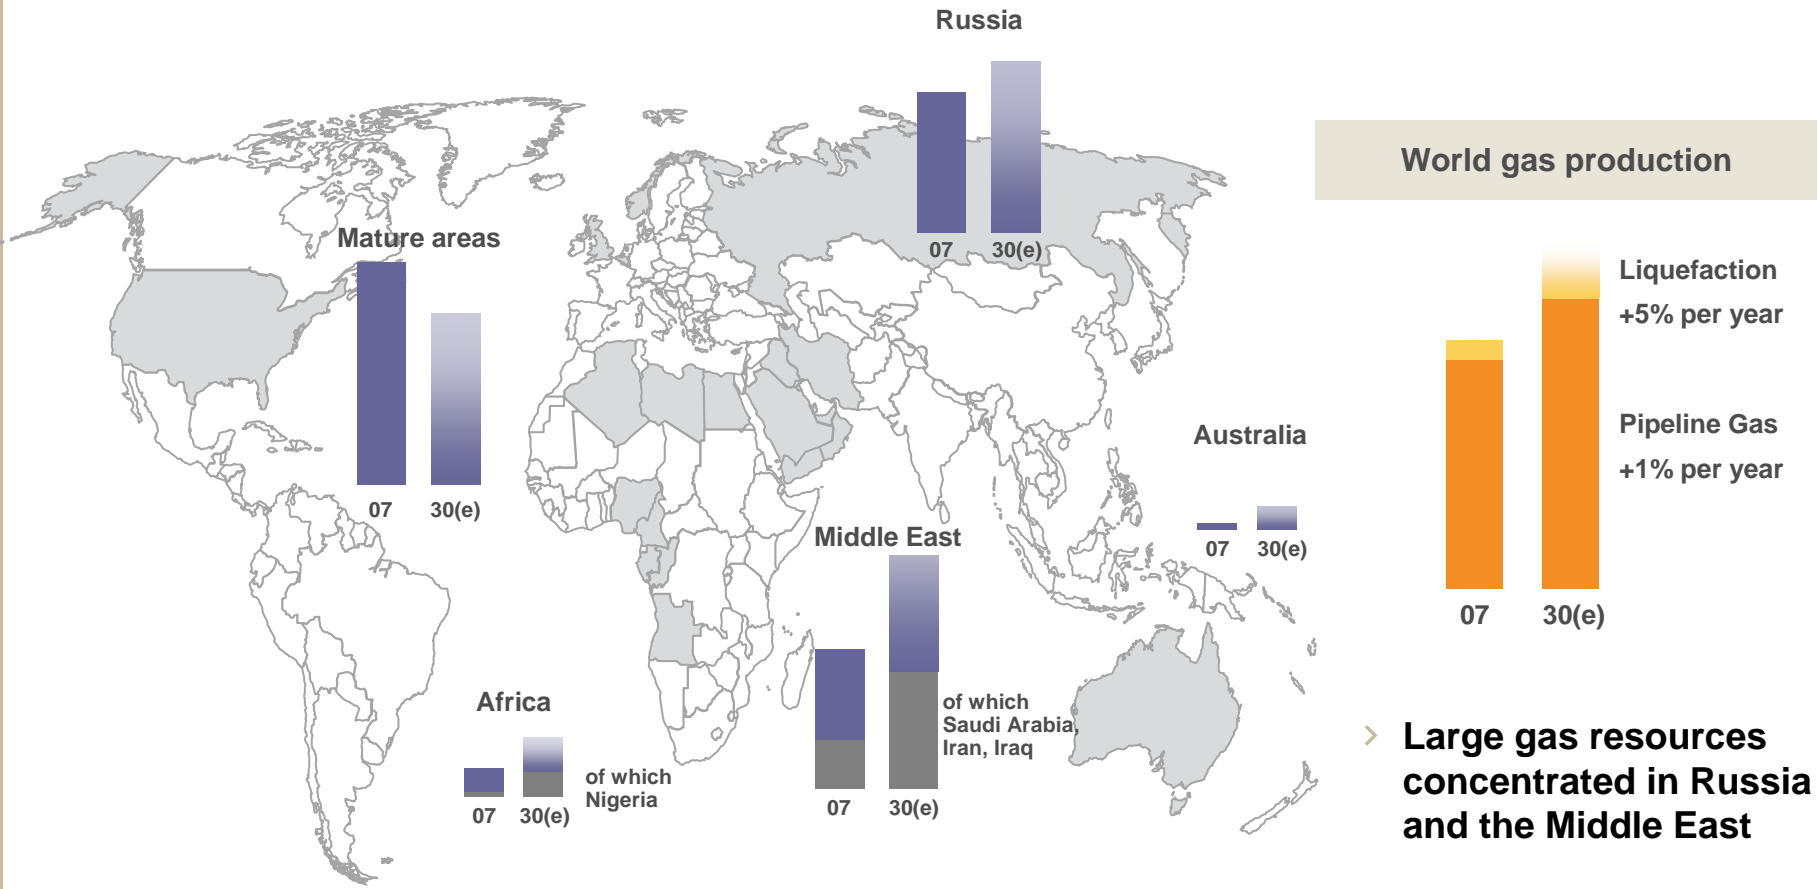 Russia
07 30(e)
Mature areas
07 30(e)
Africa
of which
Nigeria
07 30(e)
Middle East
of which
Saudi Arabia,
Iran, Iraq
07 30(e)
Australia
07 30(e)
World gas production
Liquefaction
+5% per year
Pipeline Gas
+1% per year
07 30(e)
Large gas resources
concentrated in Russia
and the Middle East